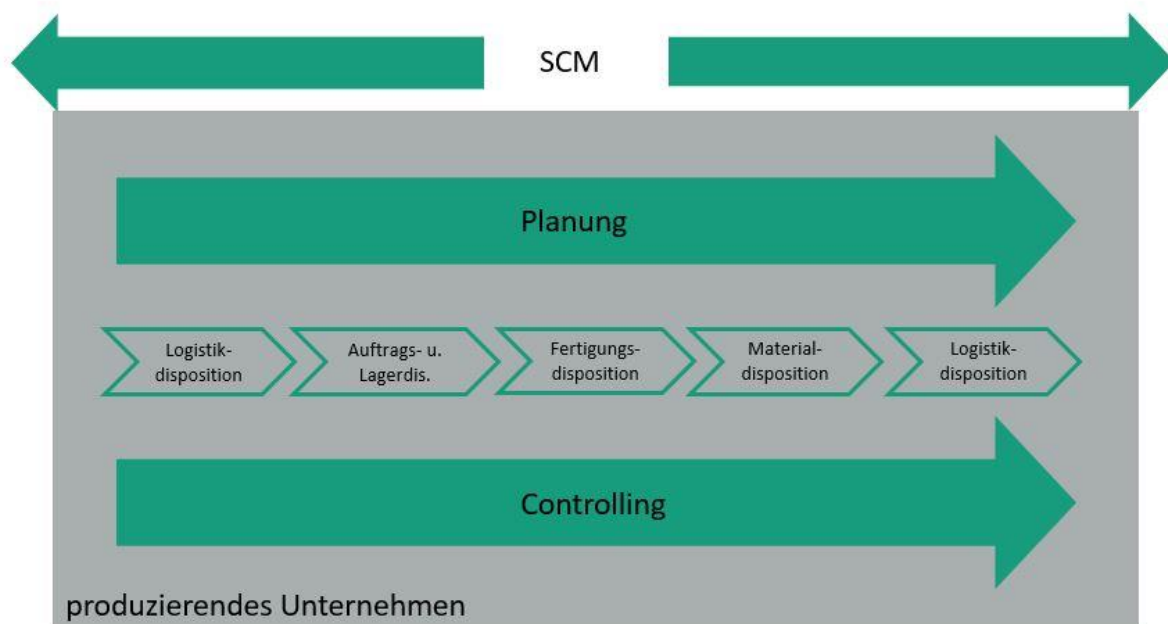 SCM
Planung
Logistik-
disposition
Auftrags- u.
Lagerdis.
Fertigungs-
disposition
Material-
disposition
Logistik-
disposition
Controlling
produzierendes Unternehmen